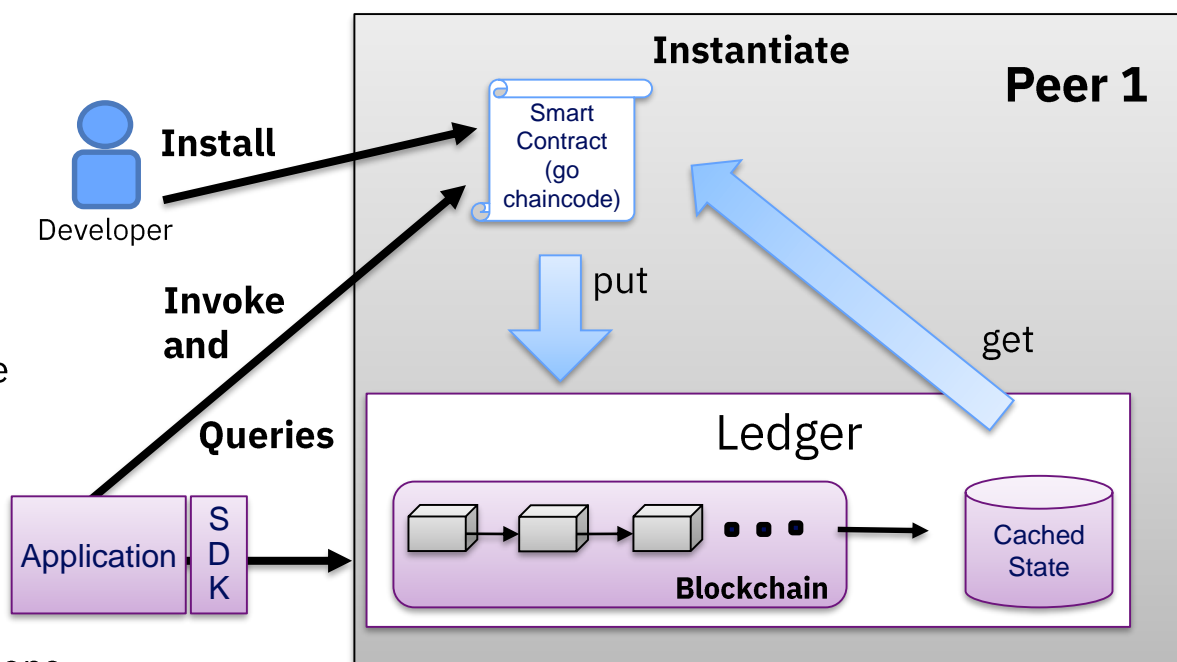 Instantiate
Peer 1
Smart
Contract
(go
chaincode)
Install
Developer
put
Invoke
and
get
e
Queries
Ledger
S
D
K
Application
Cached
State
Blockchain